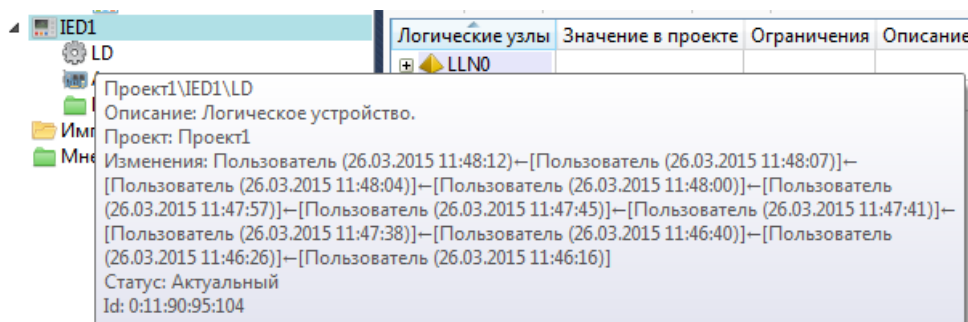 IED1
LD
Логические узлы Значение в проекте Ограничения Описание
LLN0
Проект1\IED1\LD
Описание: Логическое устройство.
Проект: Проект1
Изменения: Пользователь (26.03.2015 11:48:12)←[Пользователь (26.03.2015 11:48:07)]←
[Пользователь (26.03.2015 11:48:04)]←[Пользователь (26.03.2015 11:48:00)]←[Пользователь
(26.03.2015 11:47:57)]←[Пользователь (26.03.2015 11:47:45)]←[Пользователь (26.03.2015 11:47:41)]←
[Пользователь (26.03.2015 11:47:38)]←[Пользователь (26.03.2015 11:46:40)]←[Пользователь
(26.03.2015 11:46:26)]←[Пользователь (26.03.2015 11:46:16)]
Статус: Актуальный
Id: 0:11:90:95:104